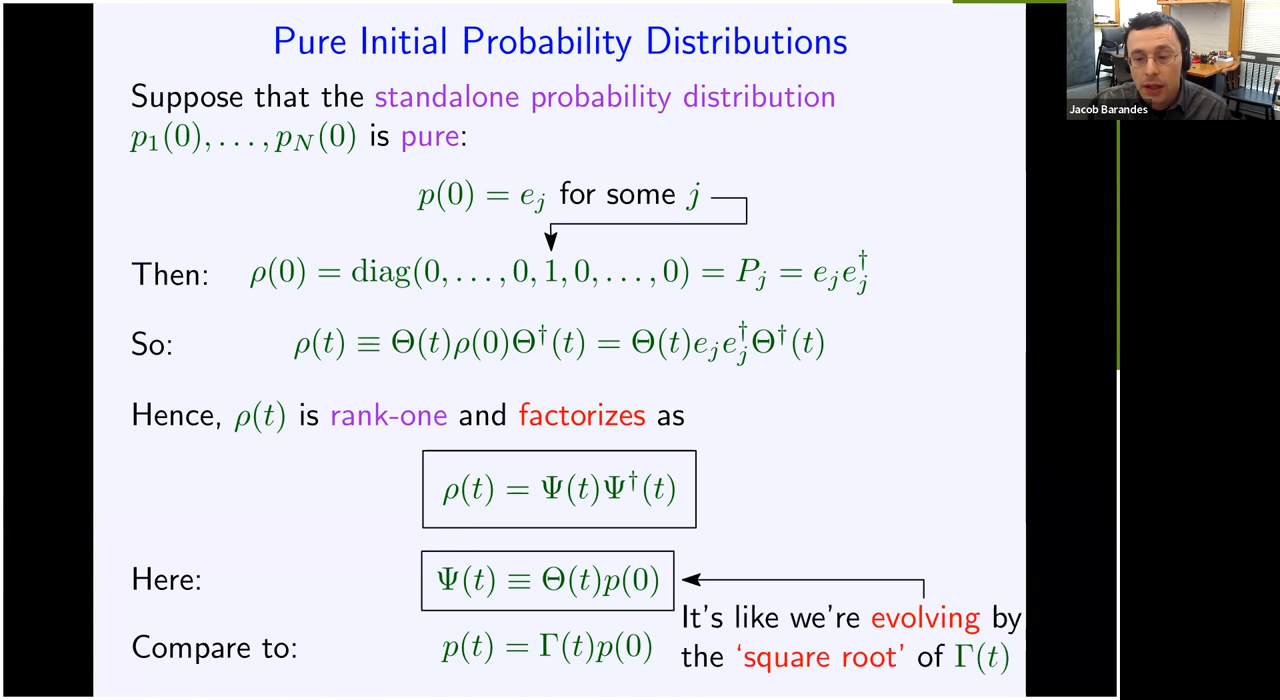 Pure Initial Probability Distributions
Jacob Barandes
Suppose that the standalone probability distribution
p₁(0), . . . , p_N(0) is pure:
p(0) = e_j for some j
Then: ρ(0) = diag(0, . . . , 0, 1, 0, . . . , 0) = P_j = e_j e_j^†
So: ρ(t) ≡ Θ(t)ρ(0)Θ^†(t) = Θ(t)e_j e_j^†Θ^†(t)
Hence, ρ(t) is rank-one and factorizes as
ρ(t) = Ψ(t)Ψ^†(t)
Here: Ψ(t) ≡ Θ(t)p(0)
Compare to: p(t) = Γ(t)p(0)
It's like we're evolving by
the ‘square root’ of Γ(t)